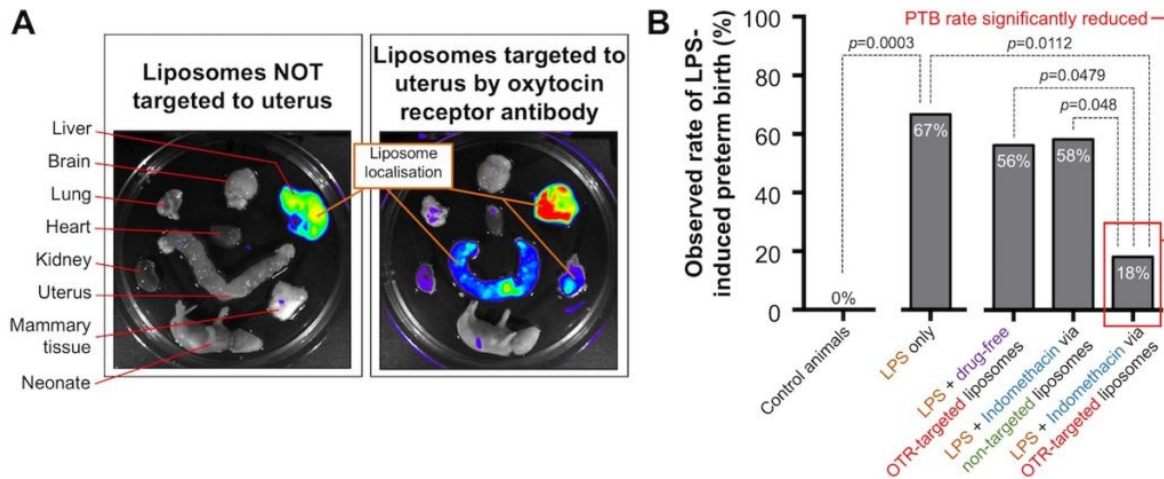 A
Liposomes NOT
targeted to uterus
Liposomes targeted to
uterus by oxytocin
receptor antibody
Liver
Brain
Lung
Heart
Kidney
Uterus
Mammary
tissue
Neonate
Liposome
localisation
B
PTB rate significantly reduced
Observed rate of LPS-
induced preterm birth (%)
100
80
60
40
20
0
p=0.0003
p=0.0112
p=0.0479
p=0.048
0%
67%
56%
58%
18%
Control animals
LPS only
LPS + drug-free
OTR-targeted liposomes
LPS + Indomethacin via
non-targeted liposomes
LPS + Indomethacin via
OTR-targeted liposomes